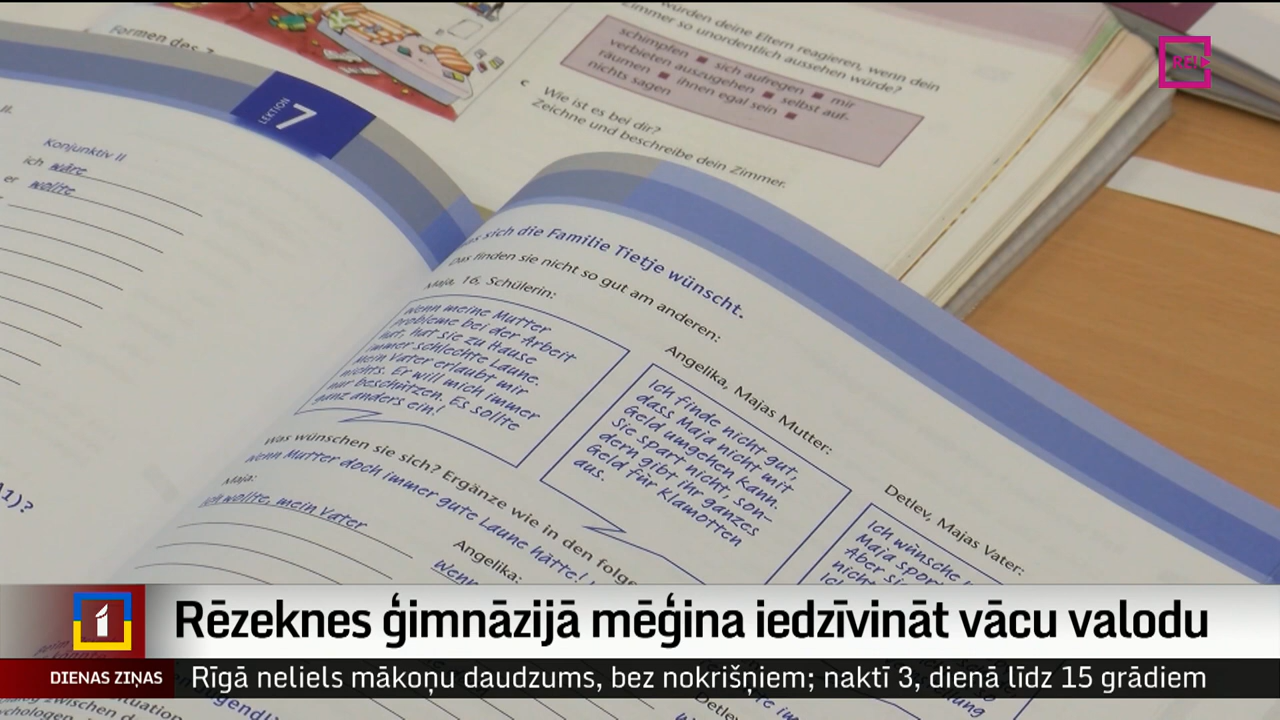 würden deine Eltern reagieren, wenn dein
Zimmer so unordentlich aussehen würde?
schimpfen ■ sich aufregen ■ mir
verbieten auszugehen ■ selbst auf-
räumen ■ ihnen egal sein ■
nichts sagen
c Wie ist es bei dir?
Zeichne und beschreibe dein Zimmer.
Formen des
LEKTION 7
Konjunktiv II
ich wäre
er wollte
A1)?
sich die Familie Tietje wünscht.
Das finden sie nicht so gut am anderen:
Maja, 16, Schülerin:
Wenn meine Mutter
Probleme bei der Arbeit
hat, hat sie zu Hause
immer schlechte Laune.
Mein Vater erlaubt mir
nichts. Er will mich immer
nur beschützen. Es sollte
ganz anders ein!
Angelika, Majas Mutter:
Ich finde nicht gut,
dass Maja nicht mit
Geld umgehen kann.
Sie spart nicht, son-
dern gibt ihr ganzes
Geld für Klamotten
aus.
Detlev, Majas Vater:
Ich wünsche
Maja sport
Aber sie
nicht
Ich
Was wünschen sie sich? Ergänze wie in den folge
Wenn Mutter doch immer gute Laune hätte!
Maja:
Ich wollte, mein Vater
Angelika:
Wenn
REI
1
Rēzeknes ģimnāzijā mēģina iedzīvināt vācu valodu
DIENAS ZIŅAS
Rīgā neliels mākoņu daudzums, bez nokrišņiem; naktī 3, dienā līdz 15 grādiem